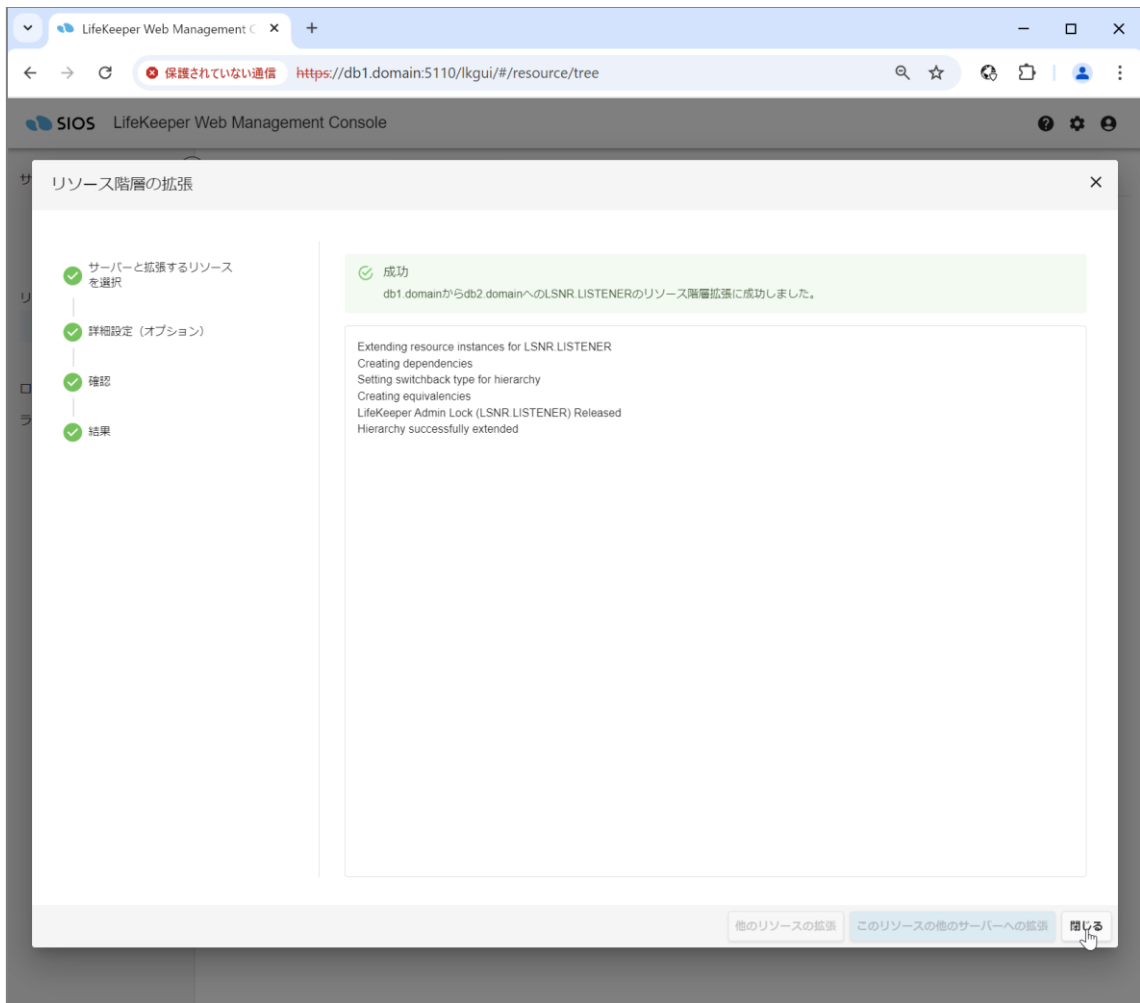 LifeKeeper Web Management C
保護されていない通信 https://db1.domain:5110/lkgui/#/resource/tree
SIOS LifeKeeper Web Management Console
サ
リソース階層の拡張
サーバーと拡張するリソース
を選択
詳細設定（オプション）
確認
結果
リ
ロ
ラ
成功
db1.domainからdb2.domainへのLSNR.LISTENERのリソース階層拡張に成功しました。
Extending resource instances for LSNR.LISTENER
Creating dependencies
Setting switchback type for hierarchy
Creating equivalencies
LifeKeeper Admin Lock (LSNR.LISTENER) Released
Hierarchy successfully extended
他のリソースの拡張 このリソースの他のサーバーへの拡張 閉じる